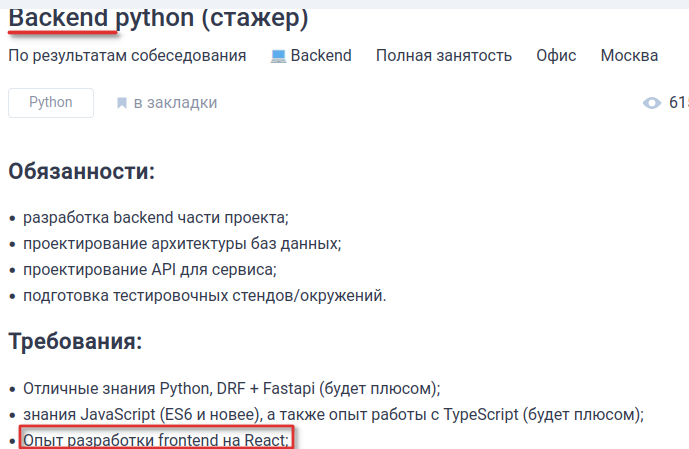 Backend python (стажер)
По результатам собеседования Backend Полная занятость Офис Москва
Python в закладки 615
Обязанности:
• разработка backend части проекта;
• проектирование архитектуры баз данных;
• проектирование API для сервиса;
• подготовка тестировочных стендов/окружений.
Требования:
• Отличные знания Python, DRF + Fastapi (будет плюсом);
• знания JavaScript (ES6 и новее), а также опыт работы с TypeScript (будет плюсом);
• Опыт разработки frontend на React;